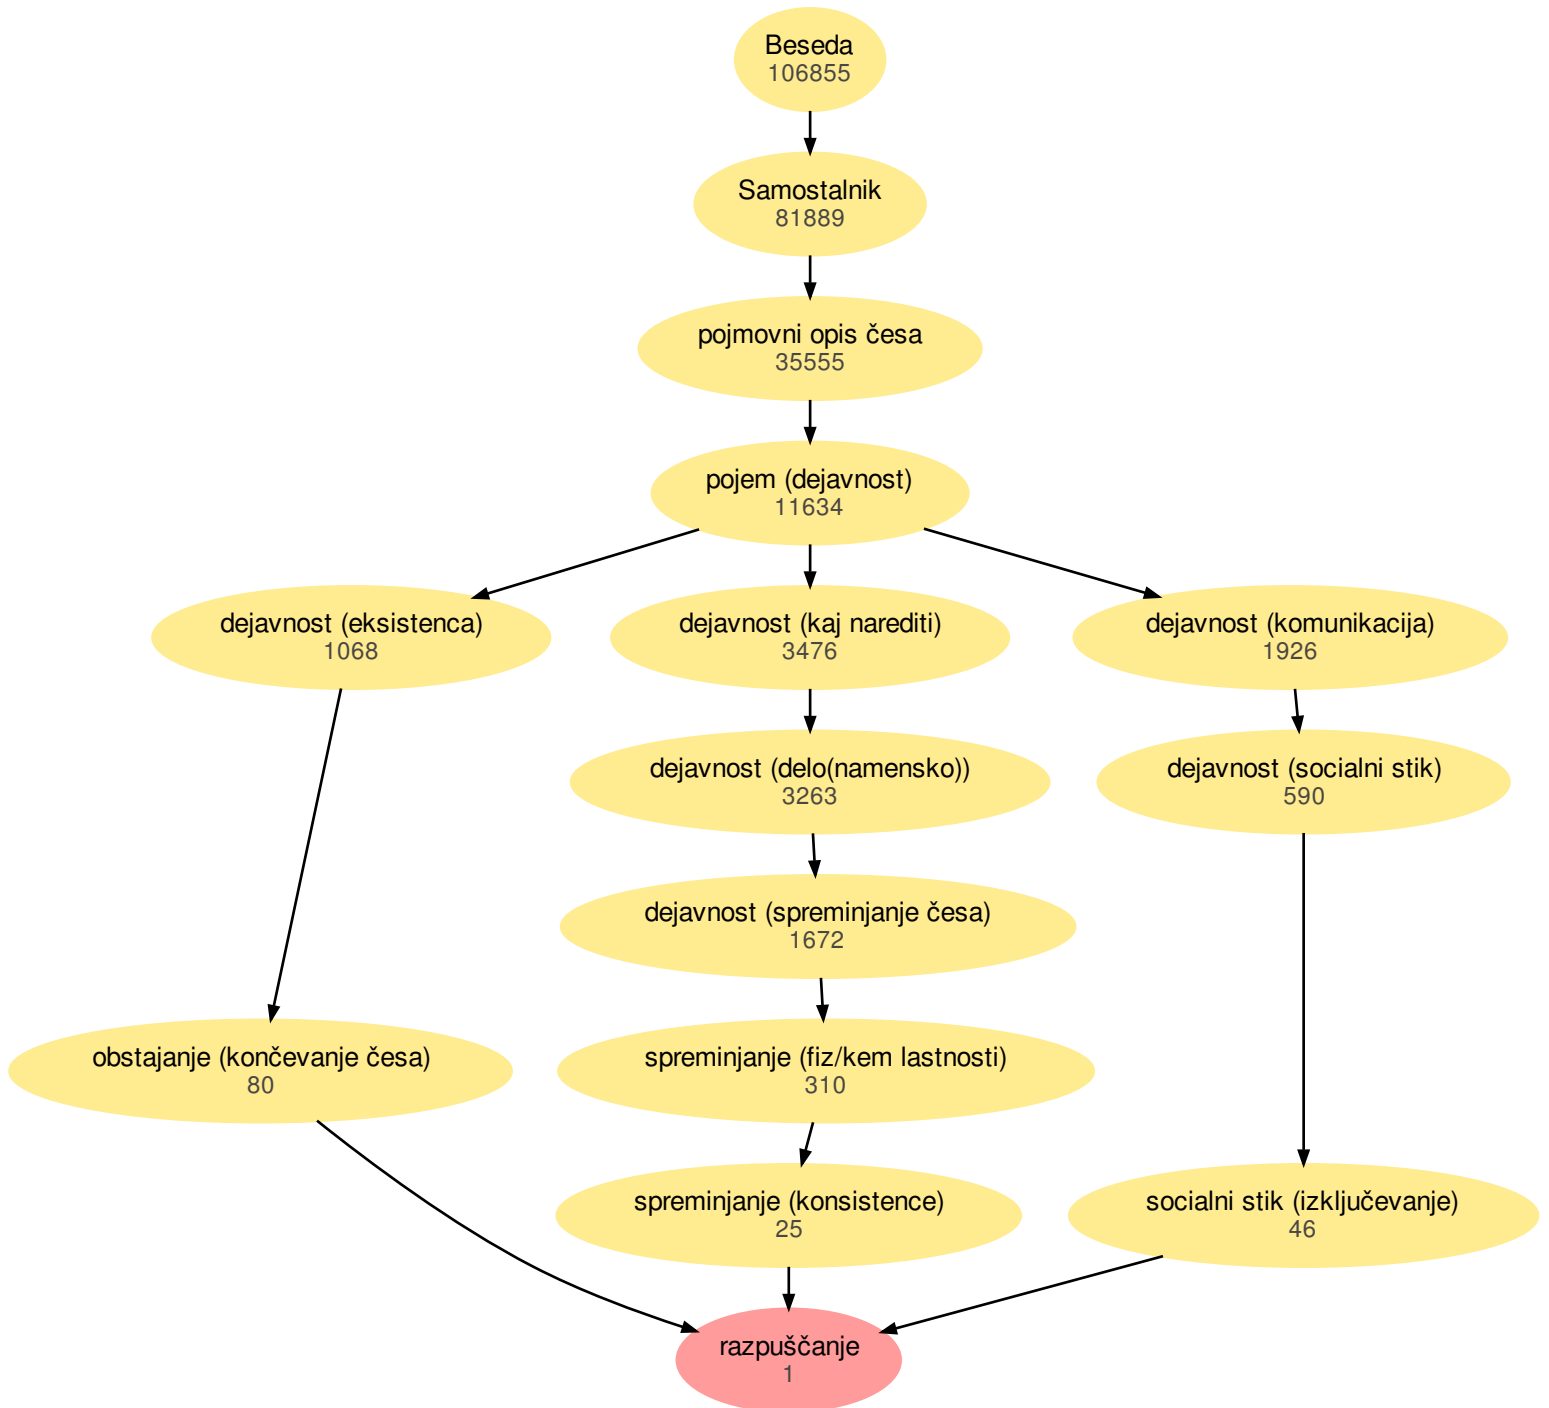 Beseda
106855
Samostalnik
81889
pojmovni opis česa
35555
pojem (dejavnost)
11634
dejavnost (eksistenca)
1068
dejavnost (kaj narediti)
3476
dejavnost (komunikacija)
1926
dejavnost (delo(namensko))
3263
dejavnost (socialni stik)
590
dejavnost (spreminjanje česa)
1672
obstajanje (končevanje česa)
80
spreminjanje (fiz/kem lastnosti)
310
spreminjanje (konsistence)
25
socialni stik (izključevanje)
46
razpuščanje
1